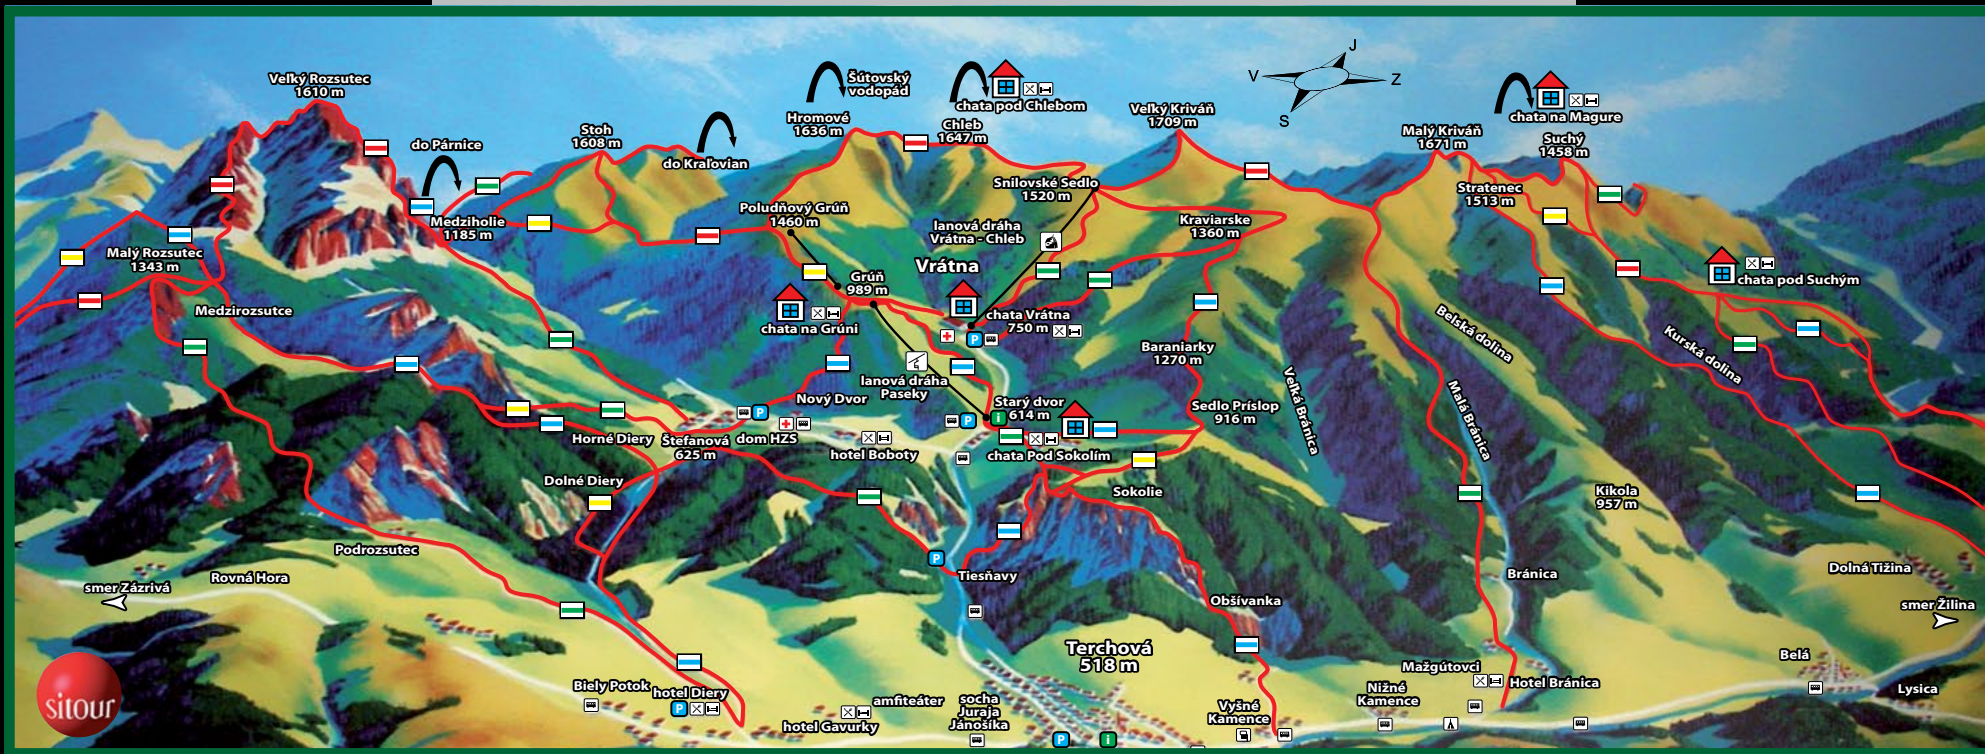 Veľký Rozsutec
1610 m
do Párnice
Stoh
1608 m
do Kraľovian
Šútovský
vodopád
Hromové
1636 m
chata pod Chlebom
Chleb
1647 m
Veľký Kriváň
1709 m
V
J
Z
S
chata na Magure
Malý Kriváň
1671 m
Suchý
1458 m
Snilovské Sedlo
1520 m
Stratenec
1513 m
Medziholie
1185 m
Poludňový Grúň
1460 m
lanová dráha
Vrátna - Chleb
Kraviarske
1360 m
Malý Rozsutec
1343 m
Vrátna
Grúň
989 m
chata pod Suchým
Medzirozsutce
chata na Grúni
chata Vrátna
750 m
P
Belská dolina
Kurská dolina
Baraniarky
1270 m
Veľká Bránica
Malá Bránica
lanová dráha
Paseky
Nový Dvor
Starý dvor
614 m
Sedlo Príslop
916 m
P
P
i
Horné Diery
Štefanová
625 m
dom HZS
hotel Boboty
chata Pod Sokolím
Dolné Diery
Sokolie
Kikola
957 m
Podrozsutec
P
Tiesňavy
smer Zázrivá
Rovná Hora
Bránica
Dolná Tižina
Obšívanka
smer Žilina
Terchová
518 m
Mažgútovci
Belá
sitour
Biely Potok
hotel Diery
P
amfiteáter
hotel Gavurky
socha
Juraja
Jánošíka
Vyšné
Kamence
Nižné
Kamence
Hotel Bránica
Lysica
P
i